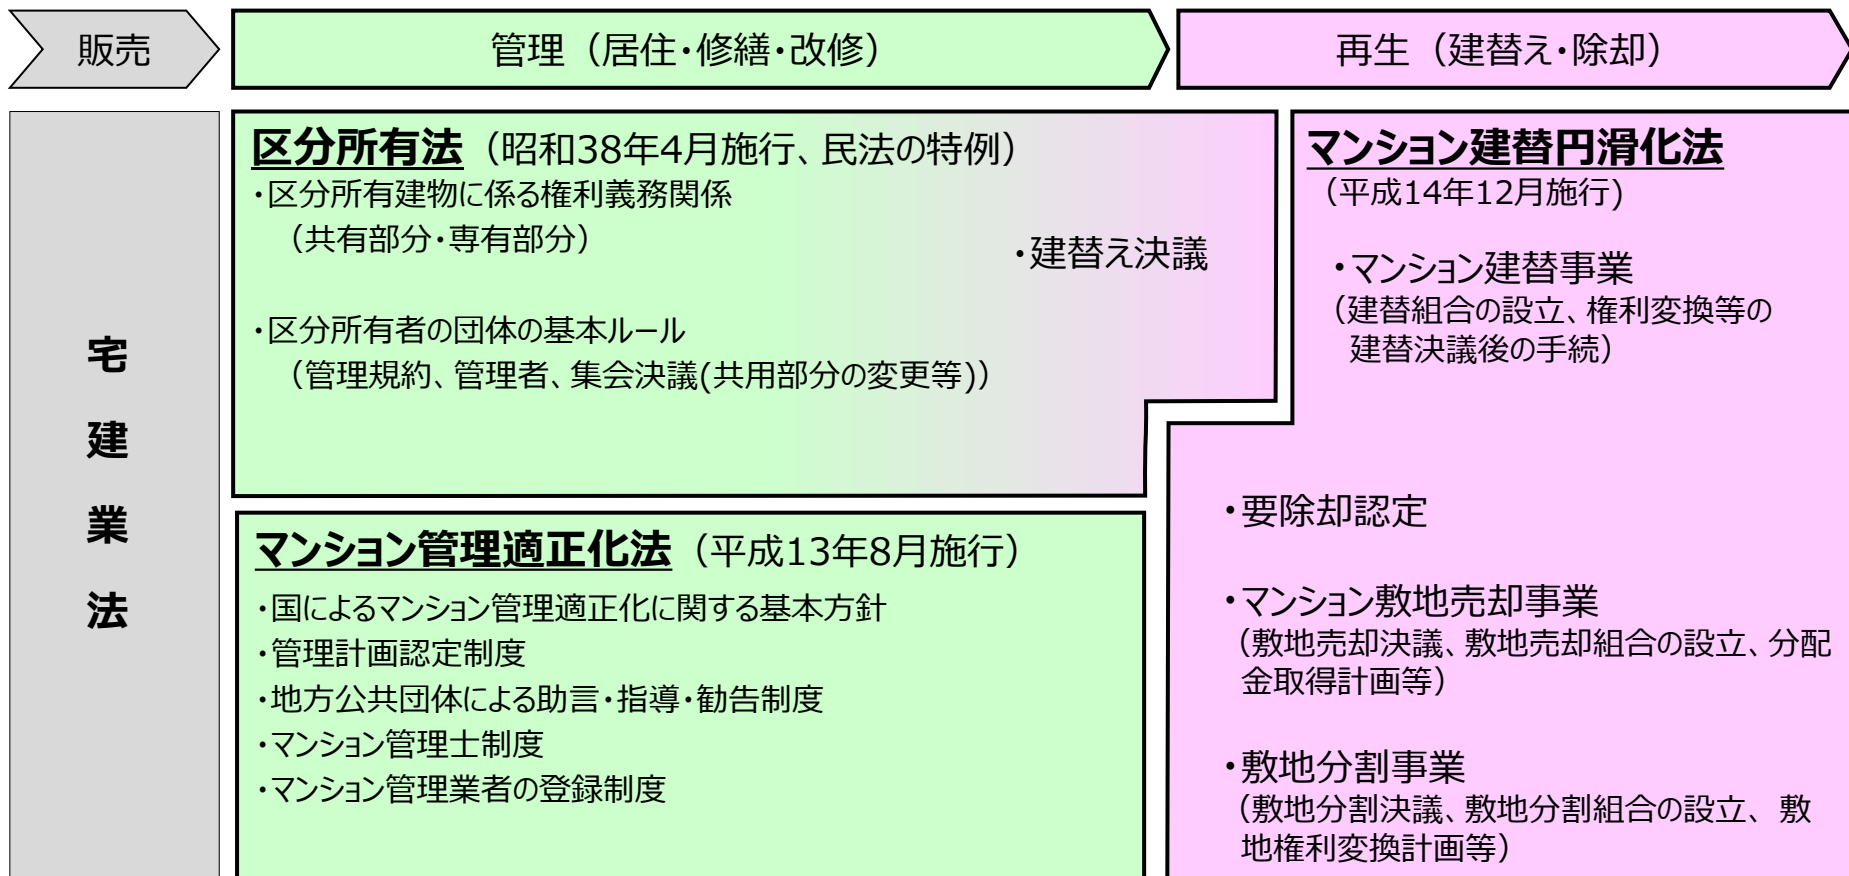 販売
管理（居住・修繕・改修）
再生（建替え・除却）
宅
建
業
法
区分所有法（昭和38年4月施行、民法の特例）
・区分所有建物に係る権利義務関係
（共有部分・専有部分）
・建替え決議
・区分所有者の団体の基本ルール
（管理規約、管理者、集会決議(共用部分の変更等)）
マンション管理適正化法（平成13年8月施行）
・国によるマンション管理適正化に関する基本方針
・管理計画認定制度
・地方公共団体による助言・指導・勧告制度
・マンション管理士制度
・マンション管理業者の登録制度
マンション建替円滑化法
（平成14年12月施行)
・マンション建替事業
（建替組合の設立、権利変換等の
建替決議後の手続）
・要除却認定
・マンション敷地売却事業
（敷地売却決議、敷地売却組合の設立、分配
金取得計画等）
・敷地分割事業
（敷地分割決議、敷地分割組合の設立、敷
地権利変換計画等）